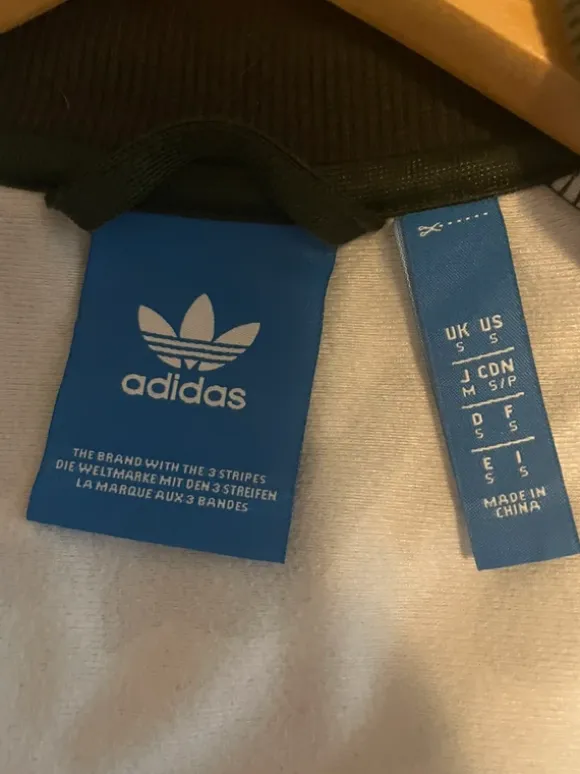 adidas
THE BRAND WITH THE 3 STRIPES
DIE WELTMARKE MIT DEN 3 STREIFEN
LA MARQUE AUX 3 BANDES
UK US
S S
J CDN
M S/P
D F
S S
E I
S S
MADE IN
CHINA